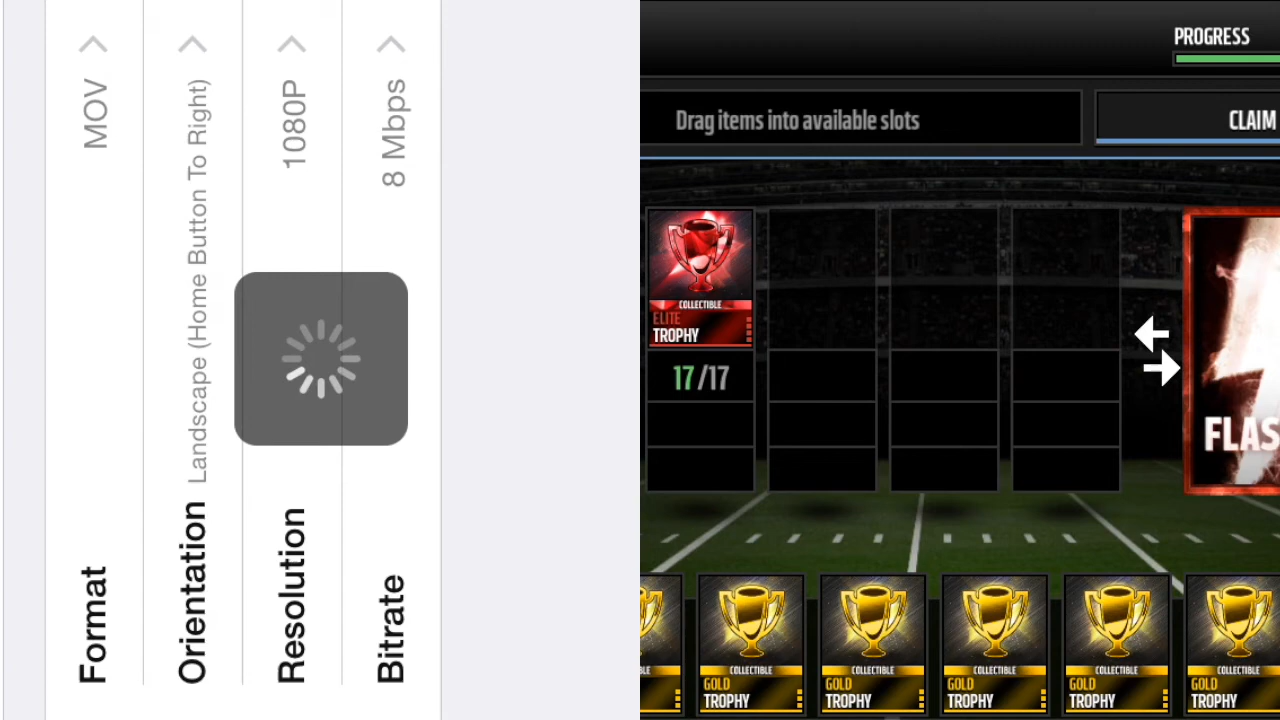 Format MOV
Orientation Landscape (Home Button To Right)
Resolution 1080P
Bitrate 8 Mbps
PROGRESS
Drag items into available slots
CLAIM
COLLECTIBLE
ELITE
TROPHY
17/17
FLAS
COLLECTIBLE
GOLD
TROPHY
COLLECTIBLE
GOLD
TROPHY
COLLECTIBLE
GOLD
TROPHY
COLLECTIBLE
GOLD
TROPHY
COLLECTIBLE
GOLD
TROPHY